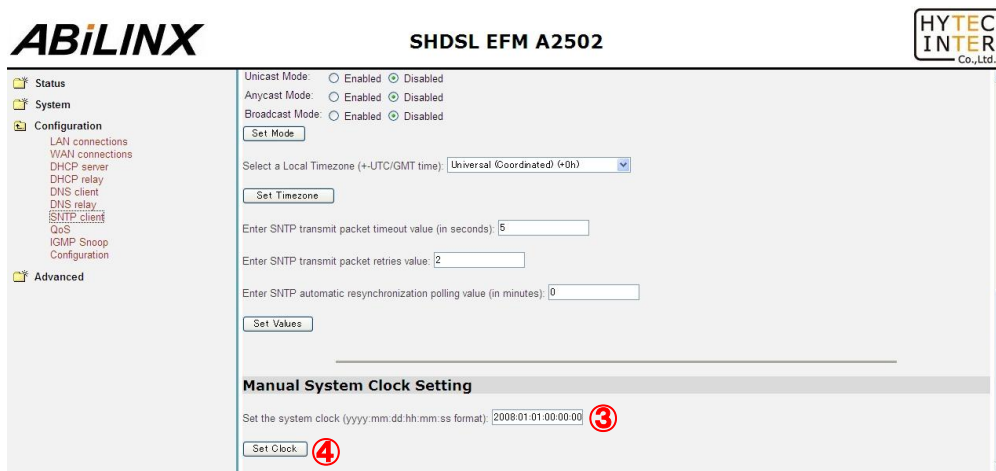 ABiLINX
SHDSL EFM A2502
HYTEC
INTER
Co.,Ltd.
Status
System
Configuration
LAN connections
WAN connections
DHCP server
DHCP relay
DNS client
DNS relay
SNTP client
QoS
IGMP Snoop
Configuration
Advanced
Unicast Mode: Enabled Disabled
Anycast Mode: Enabled Disabled
Broadcast Mode: Enabled Disabled
Set Mode
Select a Local Timezone (+-UTC/GMT time): Universal (Coordinated) (+0h)
Set Timezone
Enter SNTP transmit packet timeout value (in seconds): 5
Enter SNTP transmit packet retries value: 2
Enter SNTP automatic resynchronization polling value (in minutes): 0
Set Values
Manual System Clock Setting
Set the system clock (yyyy:mm:dd:hh:mm:ss format): 2008:01:01:00:00:00 ③
Set Clock ④